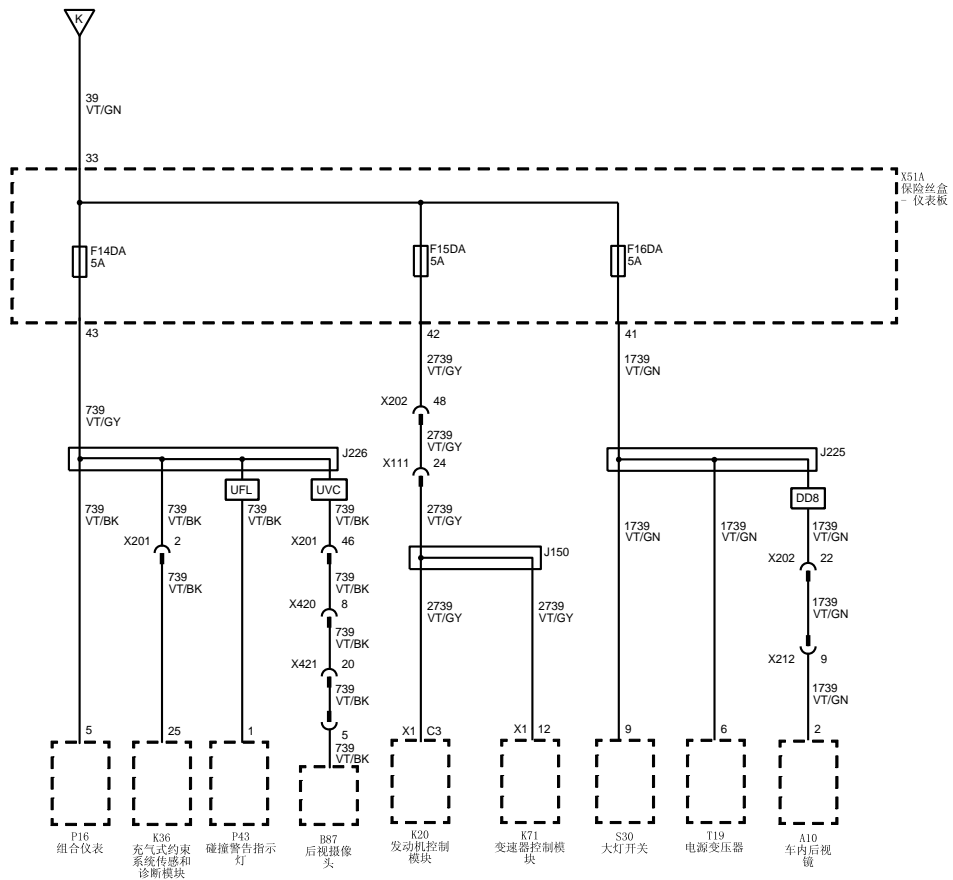 K
39
VT/GN
33
X51A
保险丝盒
- 仪表板
F14DA
5A
F15DA
5A
F16DA
5A
43
42
41
2739
VT/GY
1739
VT/GN
739
VT/GY
X202
48
2739
VT/GY
X111
24
J226
J225
UFL
UVC
DD8
739
VT/BK
739
VT/BK
739
VT/BK
739
VT/BK
2739
VT/GY
1739
VT/GN
1739
VT/GN
1739
VT/GN
X201
2
X201
46
J150
X202
22
739
VT/BK
739
VT/BK
X420
8
2739
VT/GY
2739
VT/GY
1739
VT/GN
739
VT/BK
X421
20
X212
9
739
VT/BK
1739
VT/GN
5
25
1
5
X1
C3
X1
12
9
6
2
739
VT/BK
P16
组合仪表
K36
充气式约束
系统传感和
诊断模块
P43
碰撞警告指示
灯
B87
后视摄像
头
K20
发动机控制
模块
K71
变速器控制模
块
S30
大灯开关
T19
电源变压器
A10
车内后视
镜